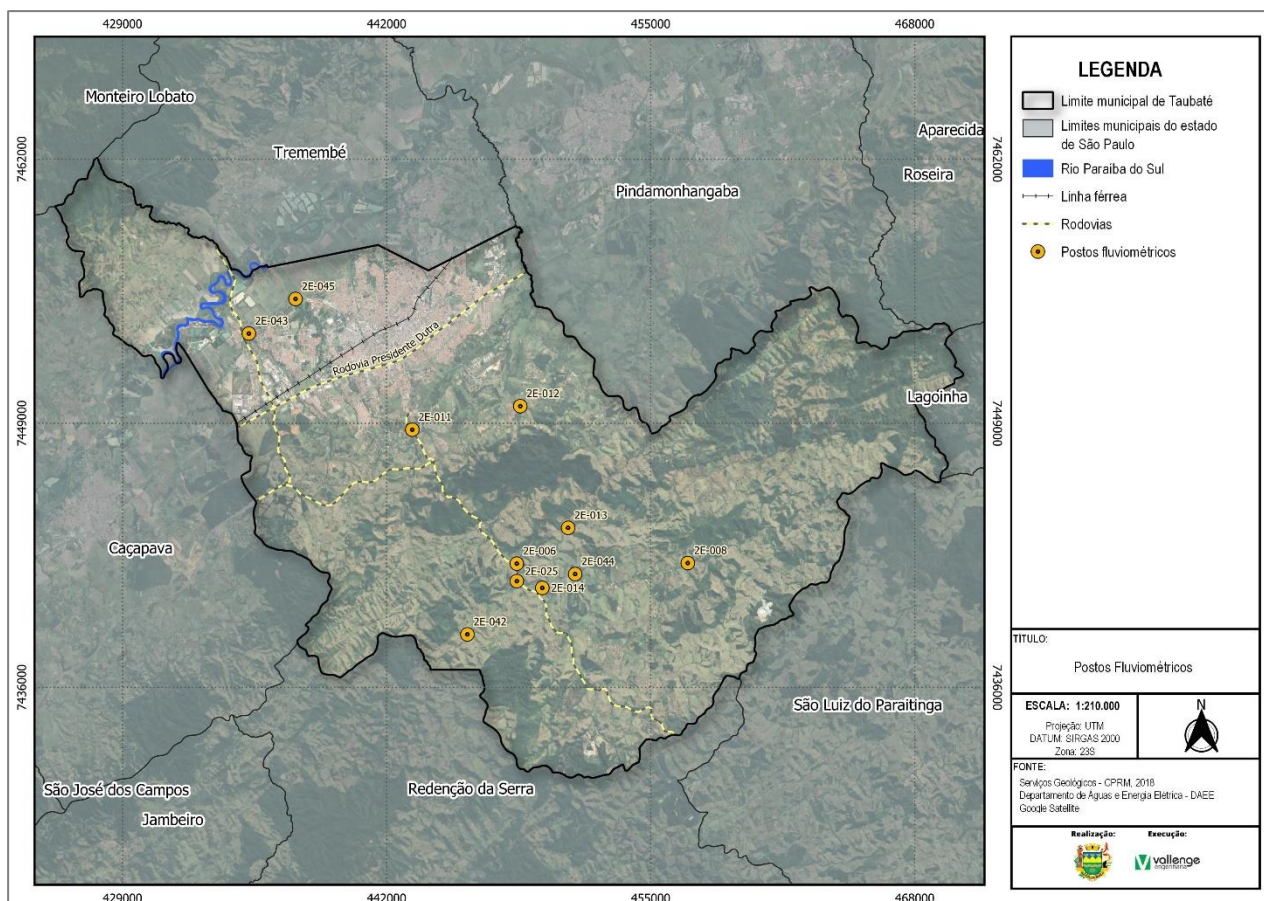 429000
442000
455000
468000
Monteiro Lobato
Tremembé
Aparecida
Roseira
Pindamonhangaba
7462000
7462000
2E-045
2E-043
Rodovia Presidente Dutra
Lagoinha
2E-012
2E-011
7449000
7449000
2E-013
Caçapava
2E-006
2E-008
2E-044
2E-025
2E-014
2E-042
7436000
7436000
São Luiz do Paraitinga
São José dos Campos
Redenção da Serra
Jambeiro
429000
442000
455000
468000
LEGENDA
Limite municipal de Taubaté
Limites municipais do estado
de São Paulo
Rio Paraíba do Sul
Linha férrea
Rodovias
Postos fluviométricos
TÍTULO:
Postos Fluviométricos
ESCALA: 1:210.000
Projeção: UTM
DATUM: SIRGAS 2000
Zona: 23S
N
FONTE:
Serviços Geológicos - CPRM, 2018
Departamento de Águas e Energia Elétrica - DAEE
Google Satellite
Realização:
Execução:
vallenge
engenharia